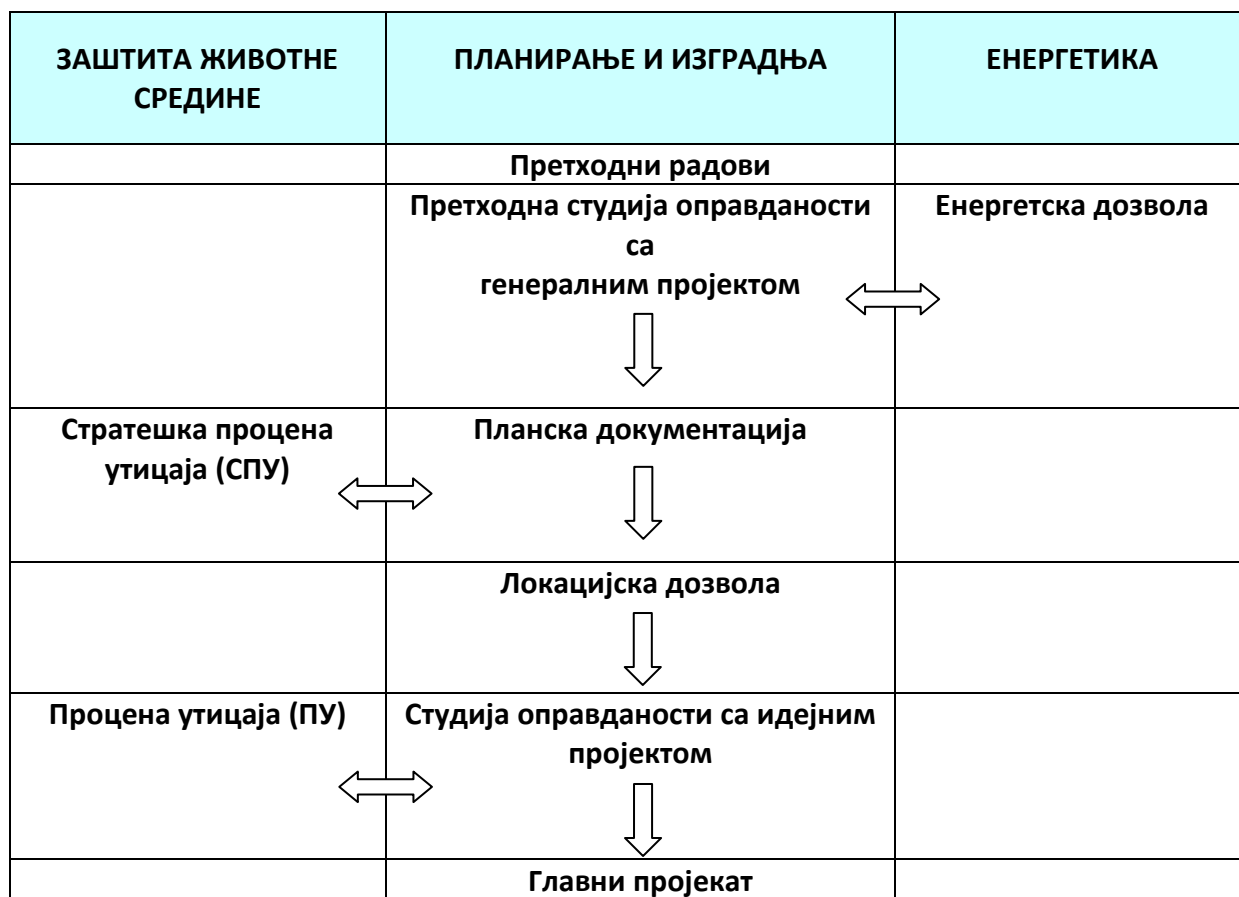 ЗАШТИТА ЖИВОТНЕ
СРЕДИНЕ
ПЛАНИРАЊЕ И ИЗГРАДЊА
ЕНЕРГЕТИКА
Претходни радови
Претходна студија оправданости
са
генералним пројектом
Енергетска дозвола
Стратешка процена
утицаја (СПУ)
Планска документација
Локацијска дозвола
Процена утицаја (ПУ)
Студија оправданости са идејним
пројектом
Главни пројекат